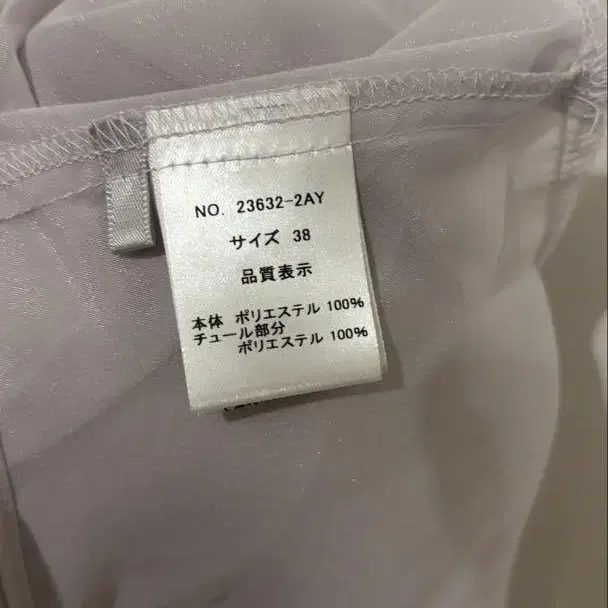 NO. 23632-2AY
サイズ 38
品質表示
本体 ポリエステル 100%
チュール部分
ポリエステル 100%